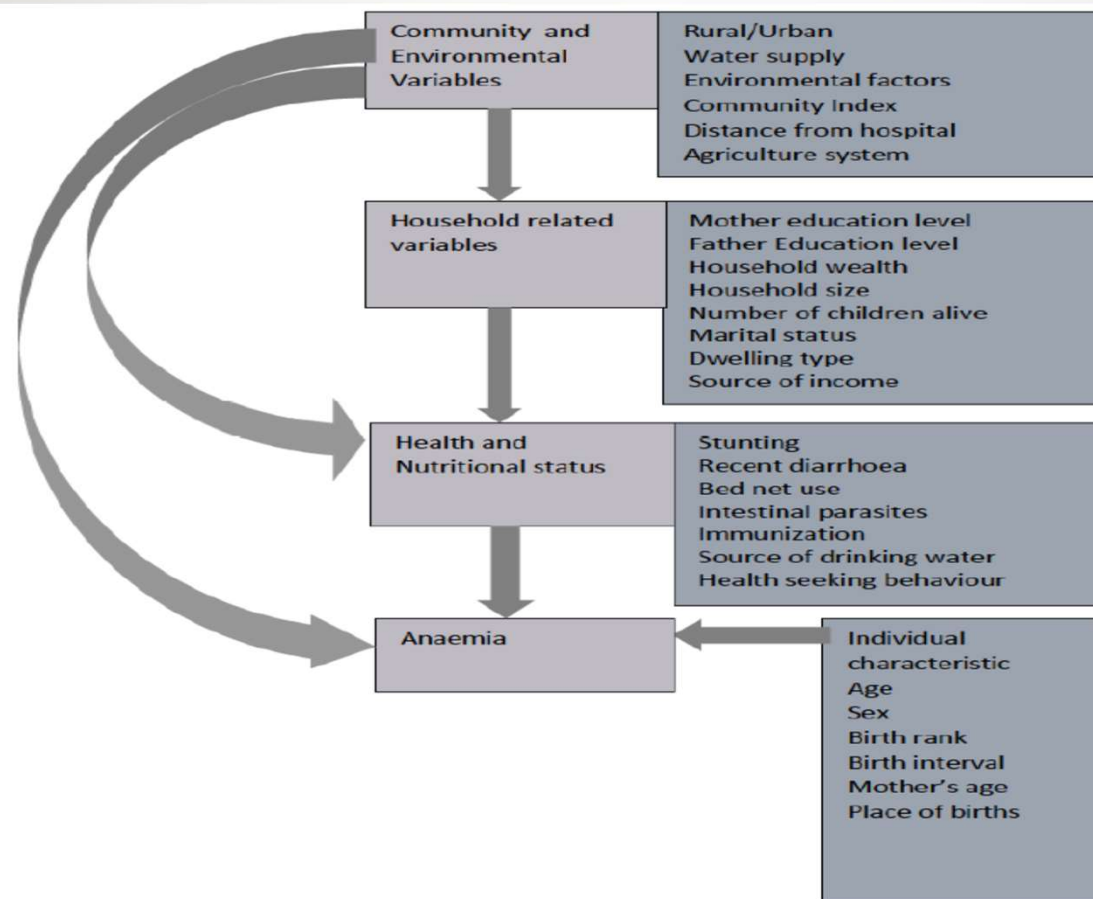 Community and
Environmental
Variables
Rural/Urban
Water supply
Environmental factors
Community Index
Distance from hospital
Agriculture system
Household related
variables
Mother education level
Father Education level
Household wealth
Household size
Number of children alive
Marital status
Dwelling type
Source of income
Health and
Nutritional status
Stunting
Recent diarrhoea
Bed net use
Intestinal parasites
Immunization
Source of drinking water
Health seeking behaviour
Anaemia
Individual
characteristic
Age
Sex
Birth rank
Birth interval
Mother's age
Place of births